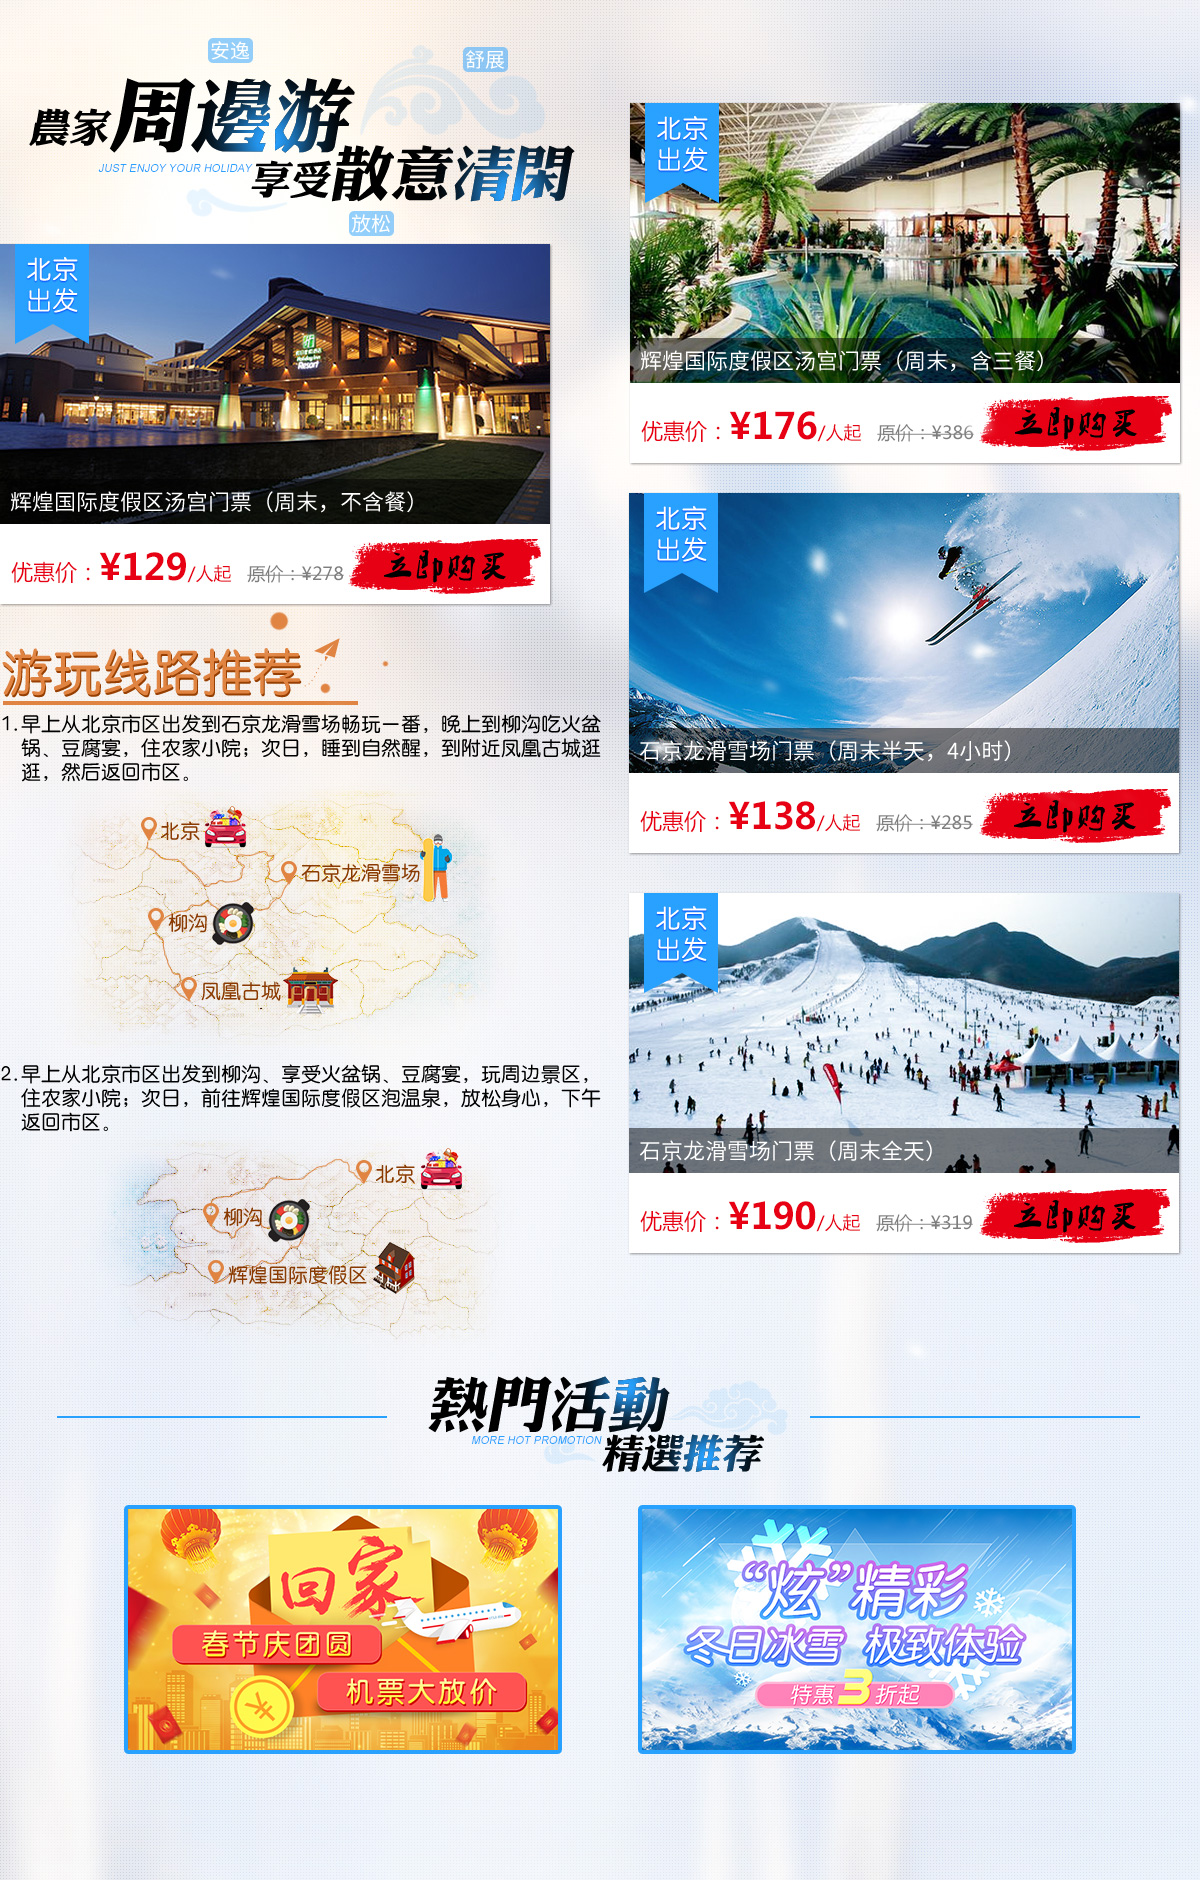 安逸
舒展
農家周邊游
JUST ENJOY YOUR HOLIDAY
享受散意清閑
放松
北京
出发
Holiday Inn
Resort
辉煌国际度假区汤宫门票（周末，不含餐）
优惠价：¥129/人起 原价：¥278 立即购买
北京
出发
辉煌国际度假区汤宫门票（周末，含三餐）
优惠价：¥176/人起 原价：¥386 立即购买
北京
出发
石京龙滑雪场门票（周末半天，4小时）
优惠价：¥138/人起 原价：¥285 立即购买
北京
出发
石京龙滑雪场门票（周末全天）
优惠价：¥190/人起 原价：¥319 立即购买
游玩线路推荐
1.早上从北京市区出发到石京龙滑雪场畅玩一番，晚上到柳沟吃火盆
锅、豆腐宴，住农家小院；次日，睡到自然醒，到附近凤凰古城逛
逛，然后返回市区。
北京
石京龙滑雪场
柳沟
凤凰古城
2.早上从北京市区出发到柳沟、享受火盆锅、豆腐宴，玩周边景区，
住农家小院；次日，前往辉煌国际度假区泡温泉，放松身心，下午
返回市区。
北京
柳沟
辉煌国际度假区
熱門活動
MORE HOT PROMOTION
精選推荐
回家
春节庆团圆
机票大放价
“炫”精彩
冬日冰雪 极致体验
特惠3折起